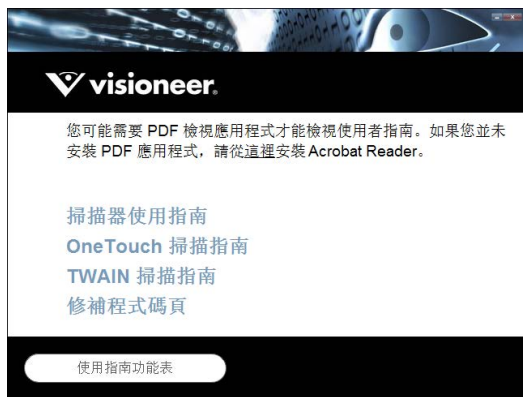 visioneer.
您可能需要 PDF 檢視應用程式才能檢視使用者指南。如果您並未
安裝 PDF 應用程式，請從這裡安裝 Acrobat Reader。
掃描器使用指南
OneTouch 掃描指南
TWAIN 掃描指南
修補程式碼頁
使用指南功能表